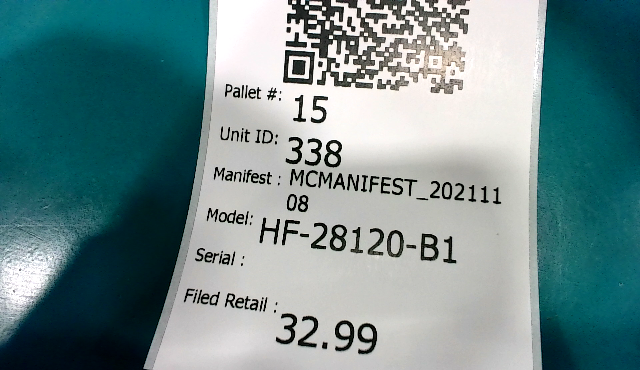 Pallet #: 15
Unit ID: 338
Manifest : MCMANIFEST_202111
08
Model: HF-28120-B1
Serial :
Filed Retail : 32.99